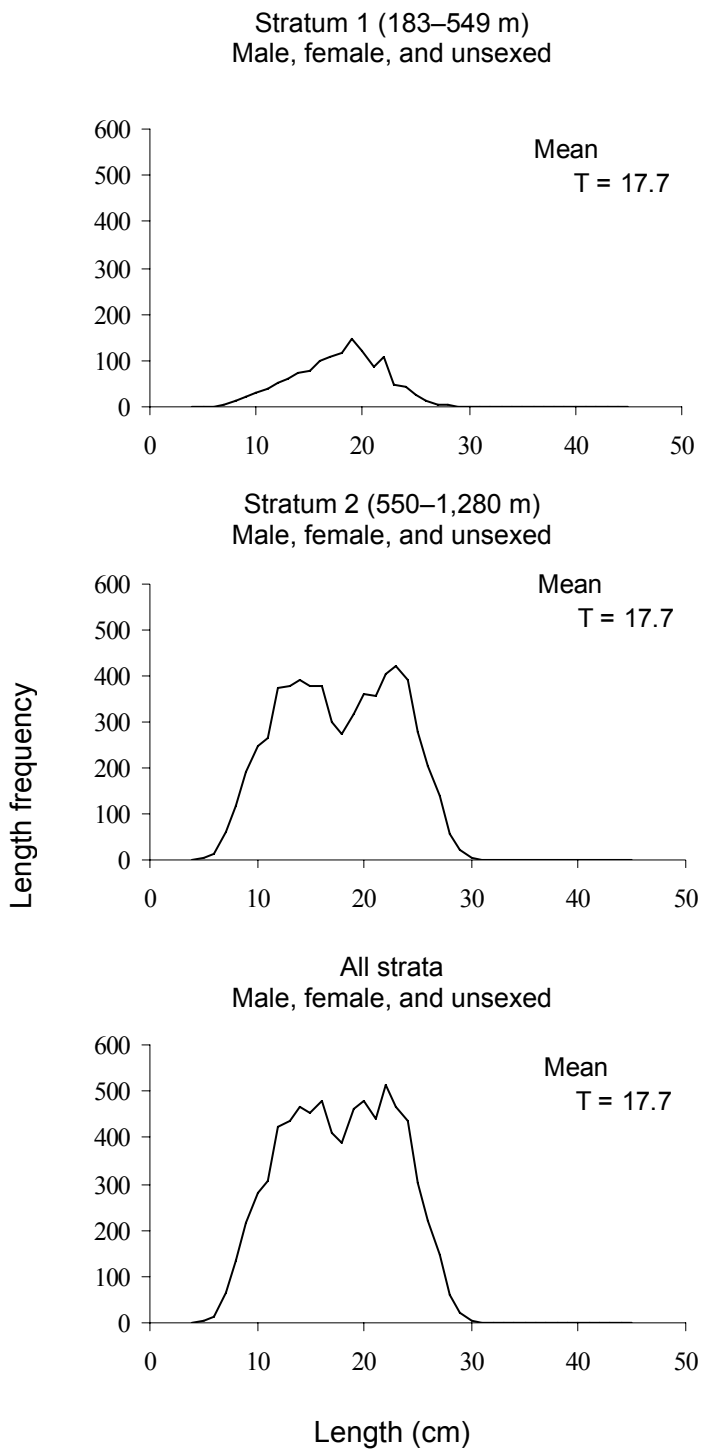 Stratum 1 (183–549 m)
Male, female, and unsexed
Mean
T = 17.7
600
500
400
300
200
100
0
0 10 20 30 40 50
Stratum 2 (550–1,280 m)
Male, female, and unsexed
Mean
T = 17.7
600
500
400
300
200
100
0
0 10 20 30 40 50
Length frequency
All strata
Male, female, and unsexed
Mean
T = 17.7
600
500
400
300
200
100
0
0 10 20 30 40 50
Length (cm)